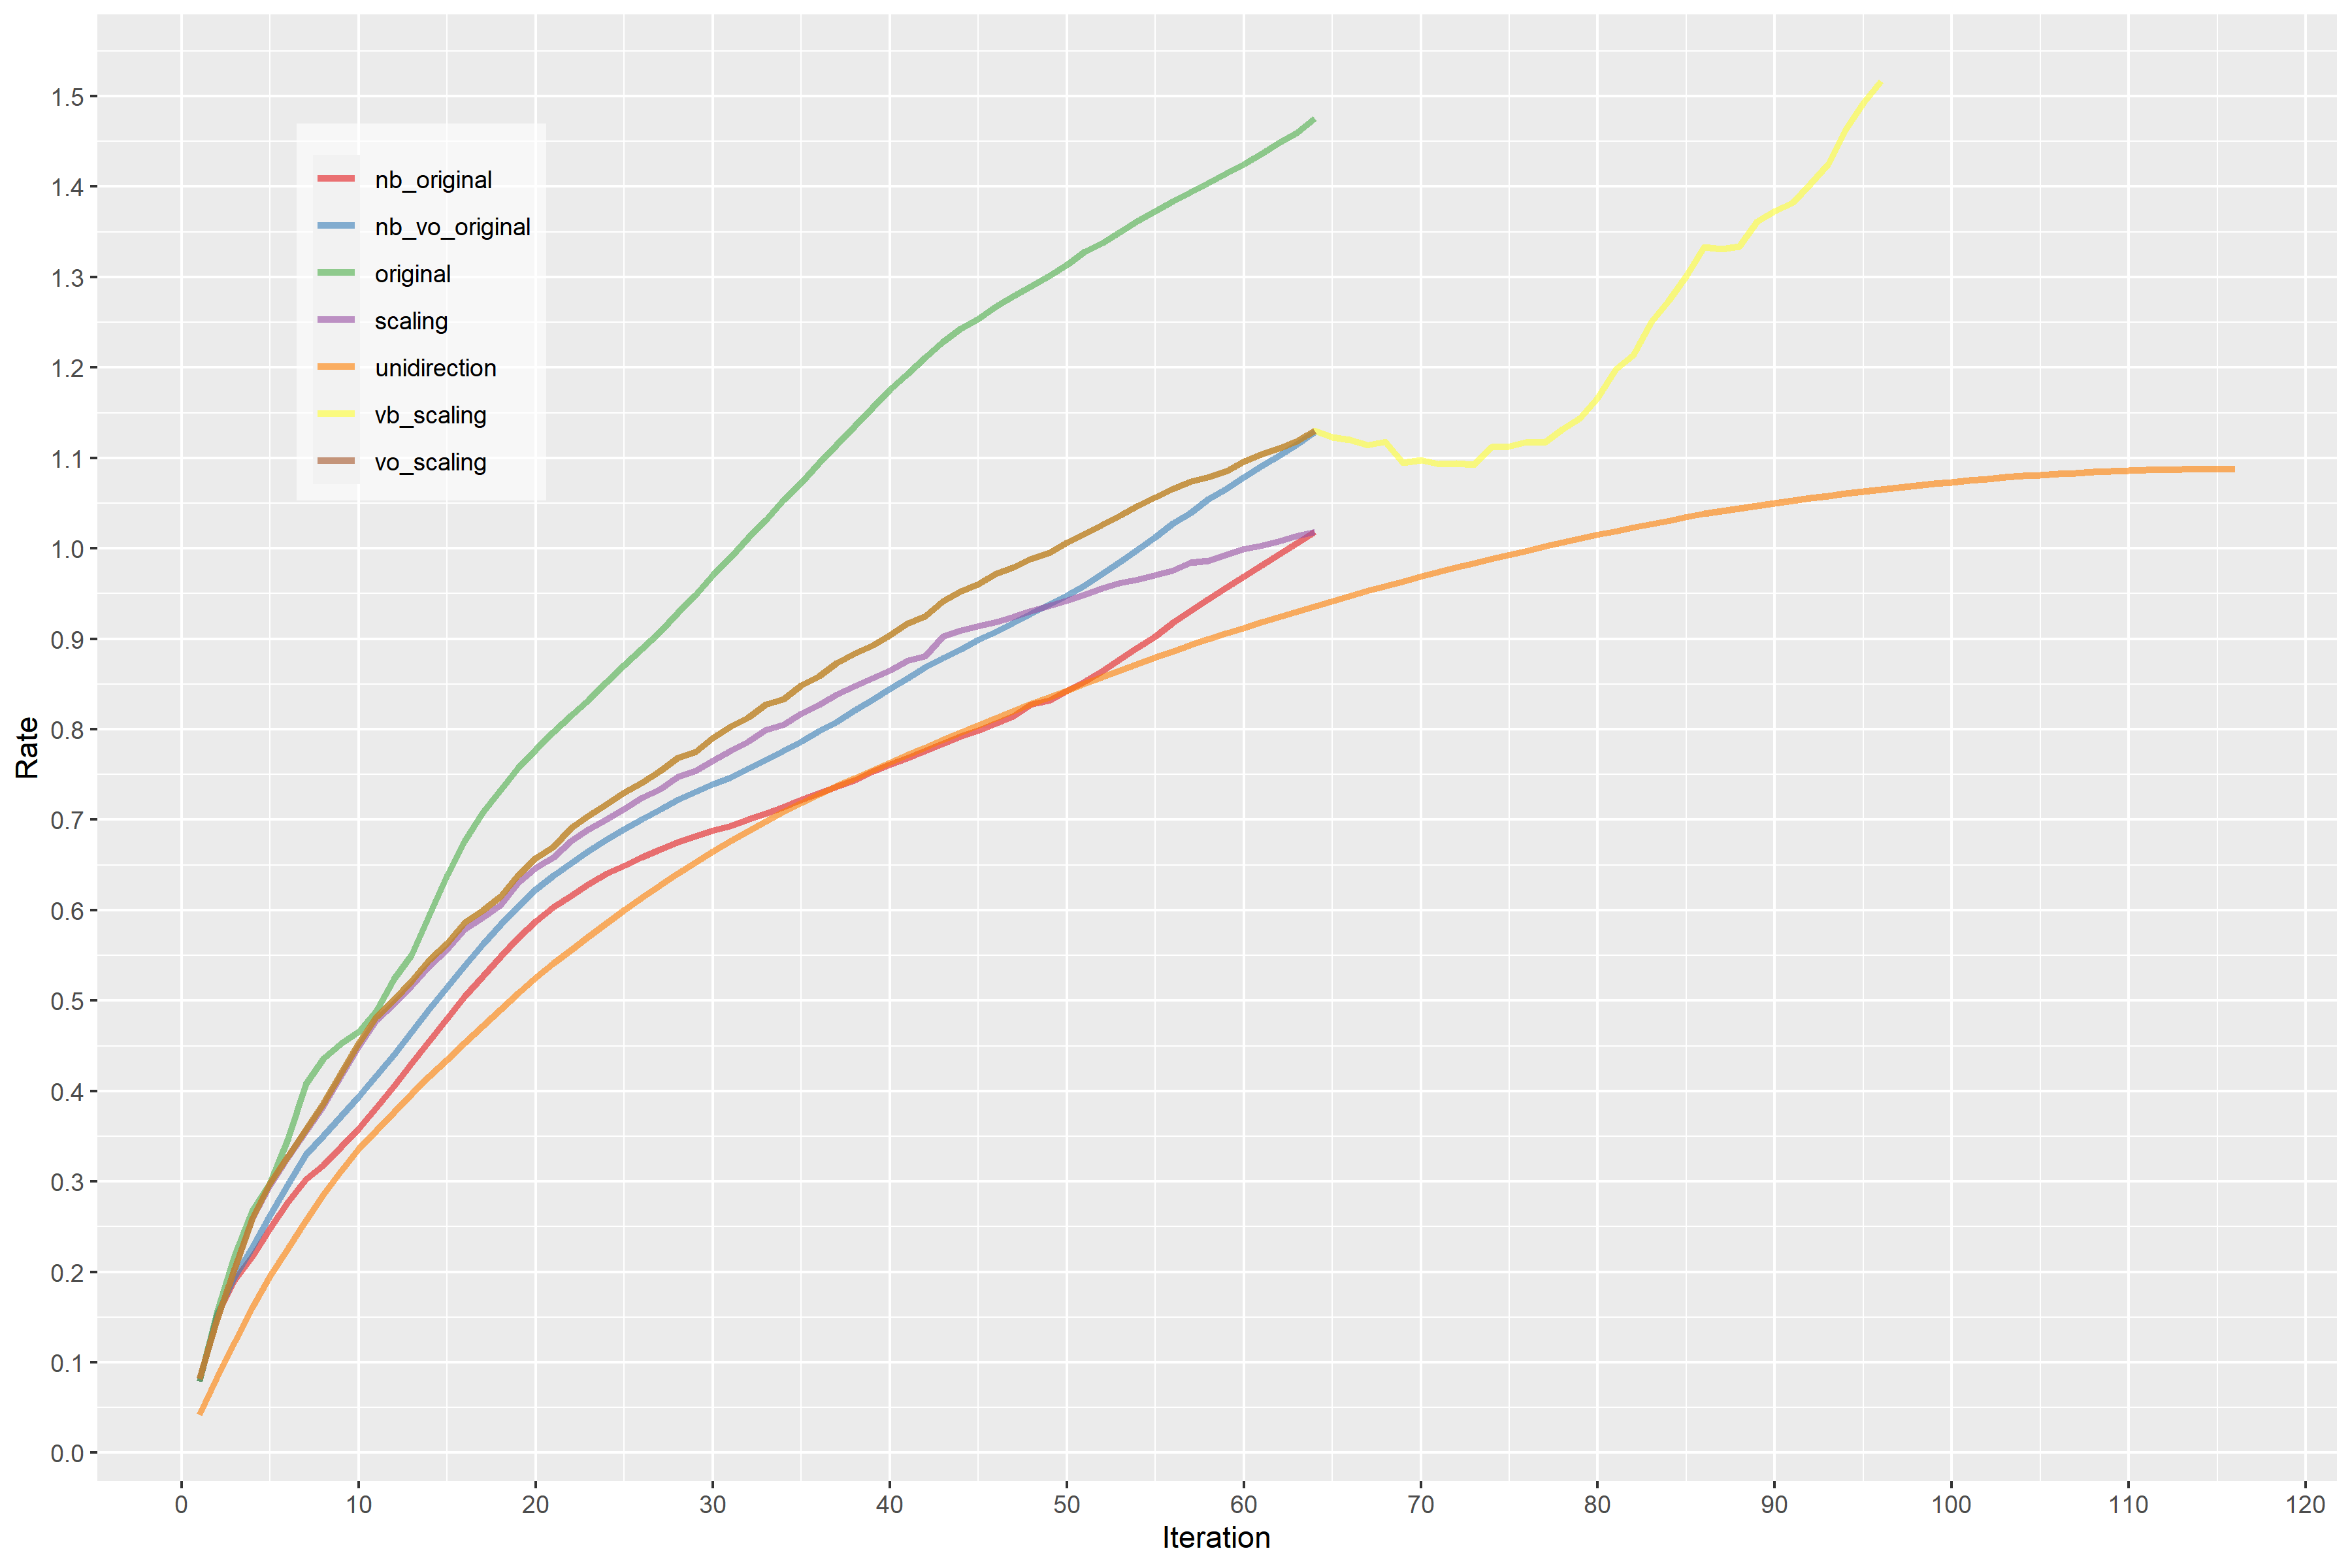 1.5
1.4
1.3
1.2
1.1
1.0
0.9
0.8
0.7
0.6
0.5
0.4
0.3
0.2
0.1
0.0
Rate
nb_original
nb_vo_original
original
scaling
unidirection
vb_scaling
vo_scaling
0 10 20 30 40 50 60 70 80 90 100 110 120
Iteration